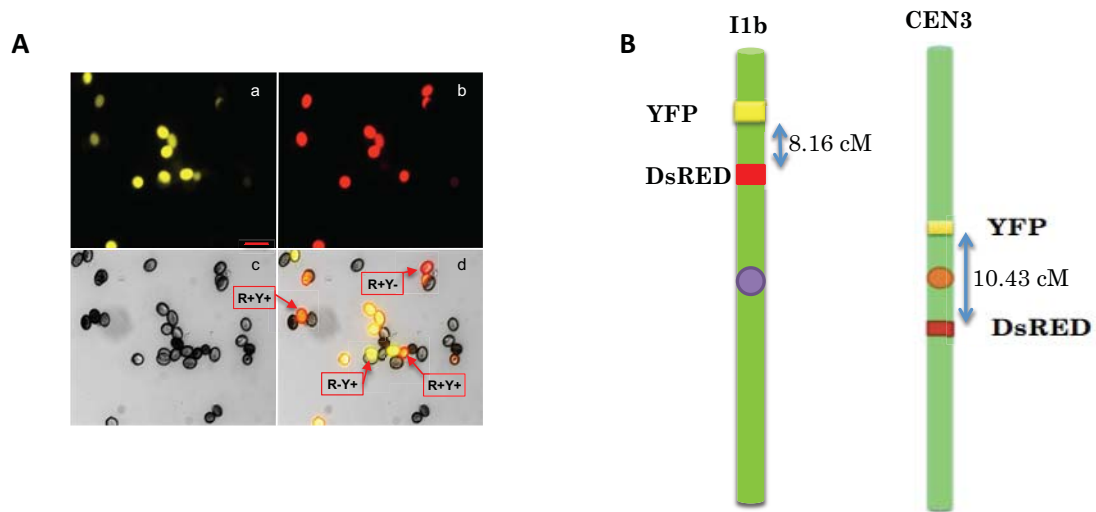 A
a
b
c
d
R+Y+
R+Y-
R-Y+
R+Y+
B
I1b
CEN3
YFP
8.16 cM
DsRED
YFP
10.43 cM
DsRED